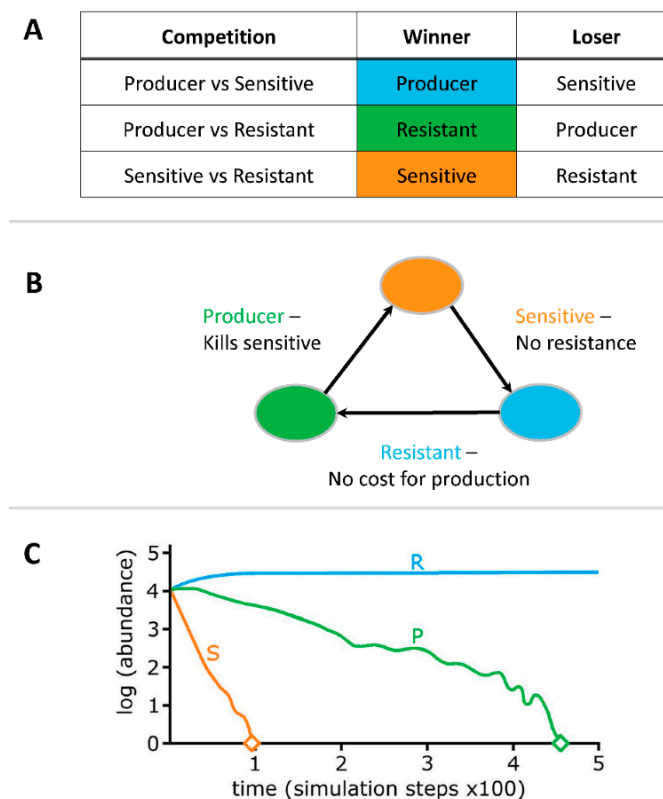 A
Competition Winner Loser
Producer vs Sensitive Producer Sensitive
Producer vs Resistant Resistant Producer
Sensitive vs Resistant Sensitive Resistant
B
Producer –
Kills sensitive
Sensitive –
No resistance
Resistant –
No cost for production
C
log (abundance)
5
4
3
2
1
0
R
P
S
1 2 3 4 5
time (simulation steps x100)